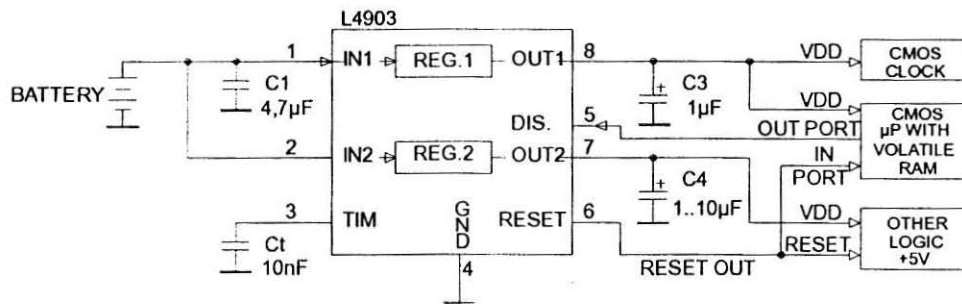 L4903
BATTERY
C1
4,7µF
1
IN1
REG.1
OUT1
8
C3
1µF
VDD
CMOS
CLOCK
VDD
DIS.
5
OUT PORT
CMOS
µP WITH
VOLATILE
RAM
2
IN2
REG.2
OUT2
7
C4
1..10µF
IN
PORT
3
TIM
Ct
10nF
GND
4
RESET
6
RESET OUT
VDD
RESET
OTHER
LOGIC
+5V
+
+